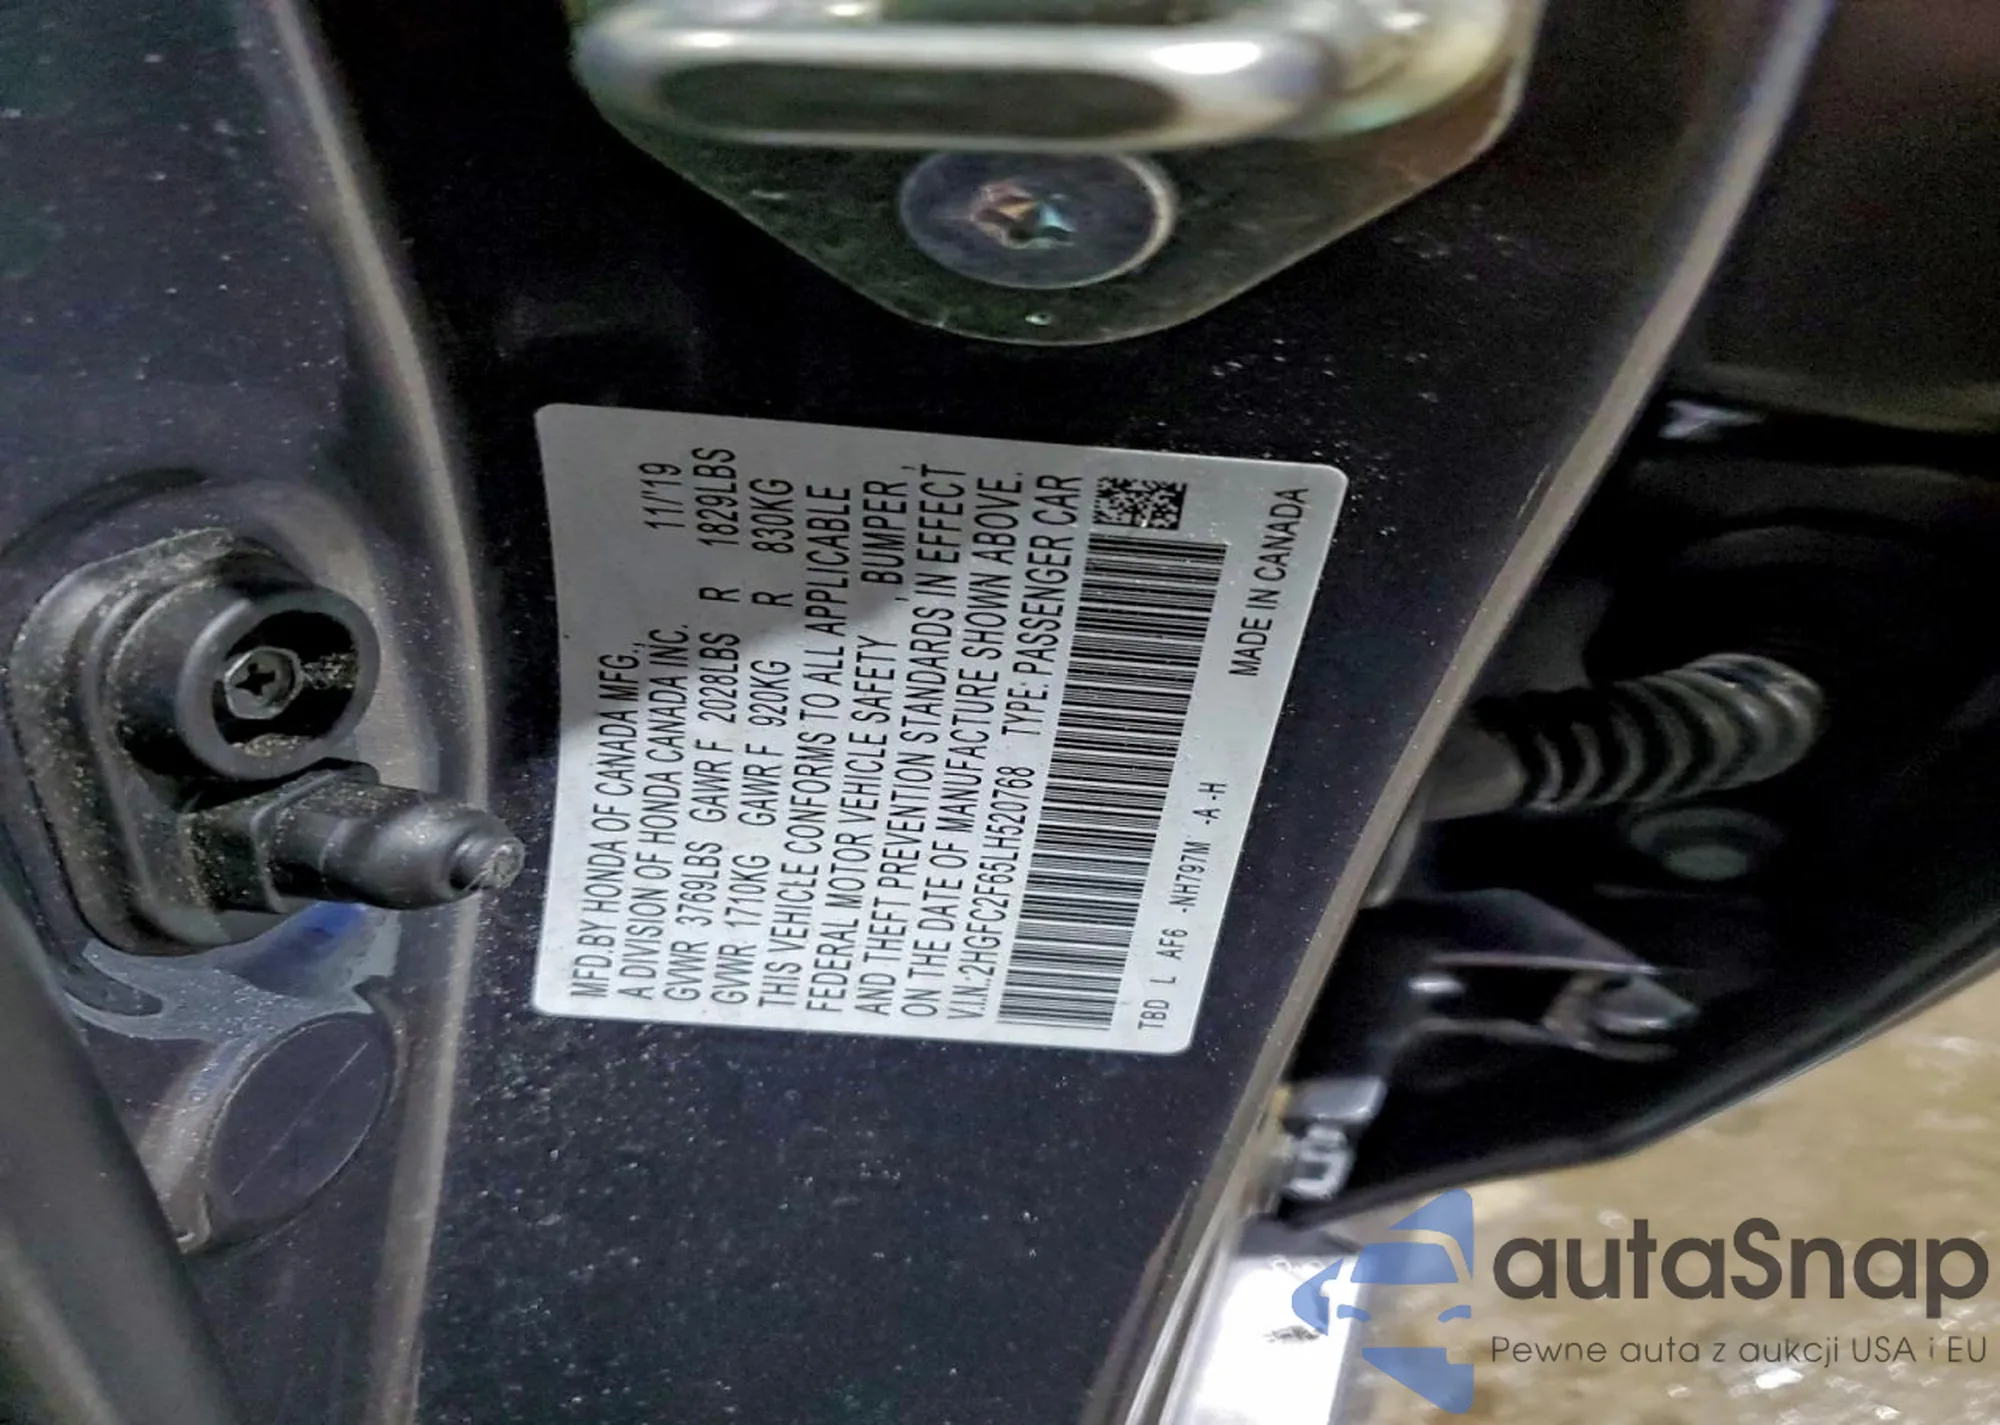 MFD.BY HONDA OF CANADA MFG., 11/'19
A DIVISION OF HONDA CANADA INC.
GVWR 3769LBS GAWR F 2028LBS R 1829LBS
GVWR 1710KG GAWR F 920KG R 830KG
THIS VEHICLE CONFORMS TO ALL APPLICABLE
FEDERAL MOTOR VEHICLE SAFETY , BUMPER ,
AND THEFT PREVENTION STANDARDS IN EFFECT
ON THE DATE OF MANUFACTURE SHOWN ABOVE.
V.I.N.:2HGFC2F65LH520768 TYPE: PASSENGER CAR
TBD L AF6 -NH797M -A -H MADE IN CANADA
autaSnap
Pewne auta z aukcji USA i EU